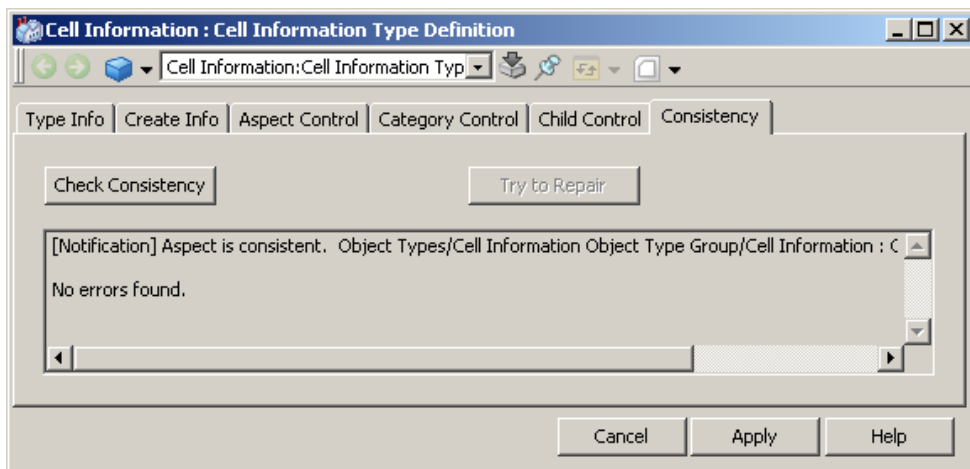 Cell Information : Cell Information Type Definition
Cell Information:Cell Information Typ
Type Info Create Info Aspect Control Category Control Child Control Consistency
Check Consistency Try to Repair
[Notification] Aspect is consistent. Object Types/Cell Information Object Type Group/Cell Information : C
No errors found.
Cancel Apply Help